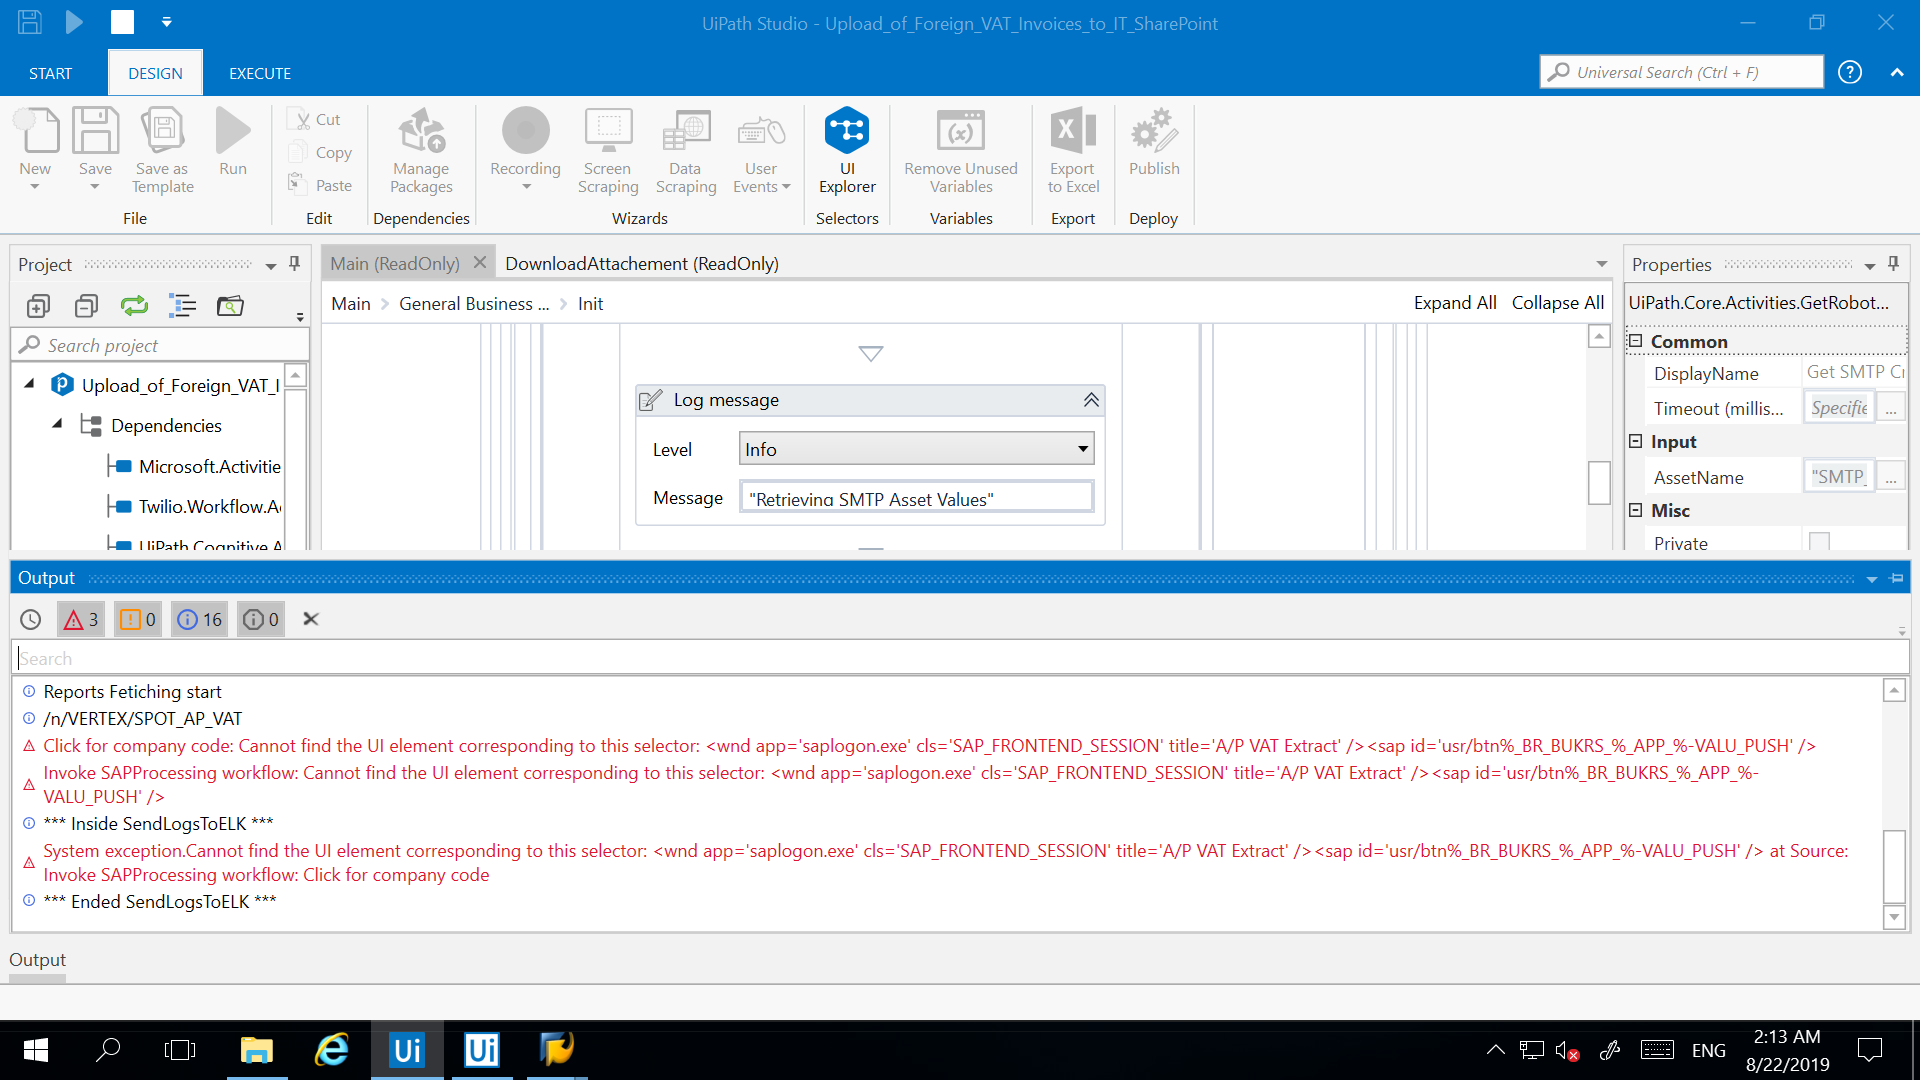 UiPath Studio - Upload_of_Foreign_VAT_Invoices_to_IT_SharePoint
START DESIGN EXECUTE
Universal Search (Ctrl + F)
New Save Save as Template Run
Cut
Copy
Paste
Manage Packages
Recording Screen Scraping Data Scraping User Events
UI Explorer
Remove Unused Variables
Export to Excel
Publish
File Edit Dependencies Wizards Selectors Variables Export Deploy
Project
Main (ReadOnly) DownloadAttachement (ReadOnly)
Properties
Main General Business ... Init
Expand All Collapse All
UiPath.Core.Activities.GetRobot...
Search project
Common
Upload_of_Foreign_VAT_I
DisplayName Get SMTP Cr
Log message
Timeout (millis... Specifie ...
Dependencies
Level Info
Input
Microsoft.Activitie
AssetName "SMTP_ ...
Message "Retrieving SMTP Asset Values"
Twilio.Workflow.Ac
Misc
UiPath.Cognitive.A
Private
Output
3 0 16 0
Search
Reports Fetiching start
/n/VERTEX/SPOT_AP_VAT
Click for company code: Cannot find the UI element corresponding to this selector: <wnd app='saplogon.exe' cls='SAP_FRONTEND_SESSION' title='A/P VAT Extract' /><sap id='usr/btn%_BR_BUKRS_%_APP_%-VALU_PUSH' />
Invoke SAPProcessing workflow: Cannot find the UI element corresponding to this selector: <wnd app='saplogon.exe' cls='SAP_FRONTEND_SESSION' title='A/P VAT Extract' /><sap id='usr/btn%_BR_BUKRS_%_APP_%-
VALU_PUSH' />
*** Inside SendLogsToELK ***
System exception.Cannot find the UI element corresponding to this selector: <wnd app='saplogon.exe' cls='SAP_FRONTEND_SESSION' title='A/P VAT Extract' /><sap id='usr/btn%_BR_BUKRS_%_APP_%-VALU_PUSH' /> at Source:
Invoke SAPProcessing workflow: Click for company code
*** Ended SendLogsToELK ***
Output
Ui Ui
ENG
2:13 AM
8/22/2019